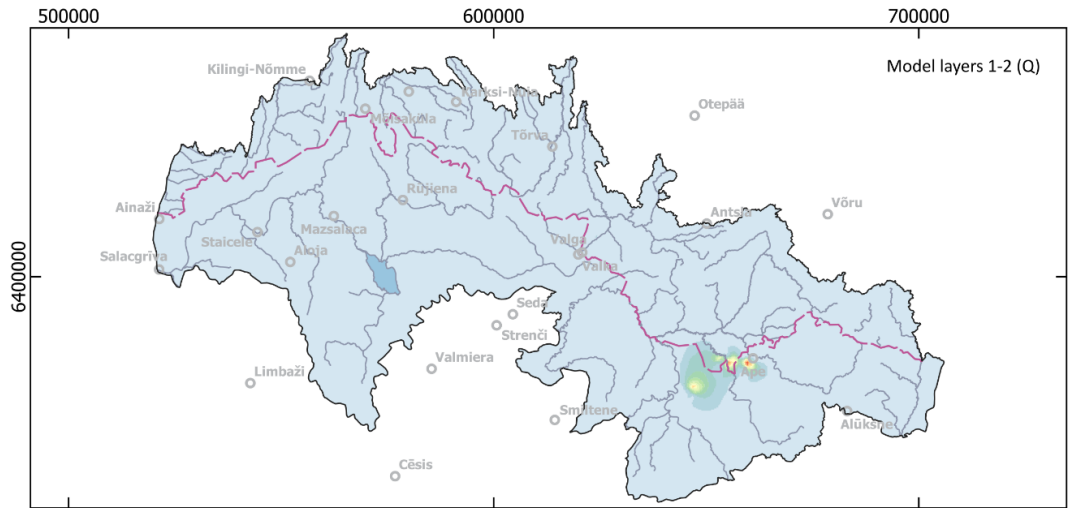 500000
600000
700000
Model layers 1-2 (Q)
Kilingi-Nõmme
Karksi-Nuia
Otepää
Mõisaküla
Tõrva
Rūjiena
Võru
Ainaži
Mazsalaca
Antsla
Staicele
Valga
Salacgrīva
Aloja
Valka
6400000
Seda
Strenči
Valmiera
Ape
Limbaži
Smiltene
Alūksne
Cēsis